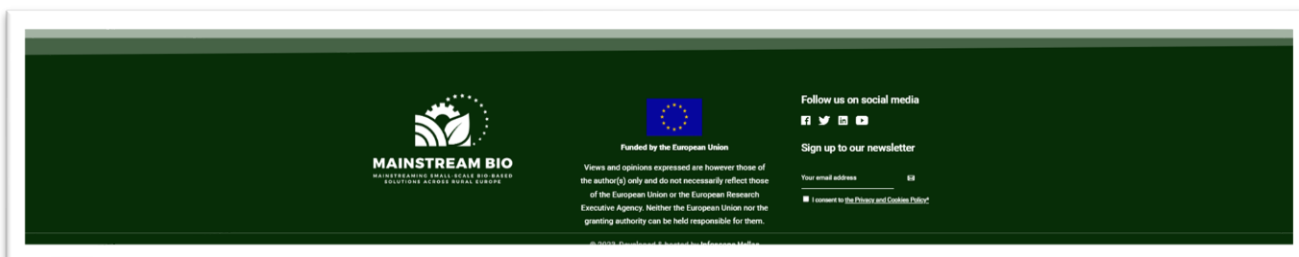 MAINSTREAM BIO
MAINSTREAMING SMALL-SCALE BIO-BASED
SOLUTIONS ACROSS RURAL EUROPE
Funded by the European Union
Views and opinions expressed are however those of
the author(s) only and do not necessarily reflect those
of the European Union or the European Research
Executive Agency. Neither the European Union nor the
granting authority can be held responsible for them.
Follow us on social media
Sign up to our newsletter
Your email address
I consent to the Privacy and Cookies Policy*
© 2023. Developed & hosted by